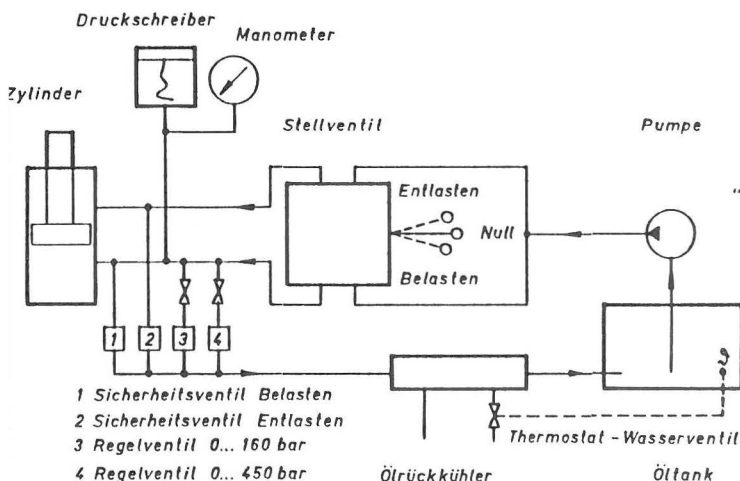 Druckschreiber
Manometer
Zylinder
Stellventil
Pumpe
Entlasten
Null
Belasten
1
2
3
4
1 Sicherheitsventil Belasten
2 Sicherheitsventil Entlasten
3 Regelventil 0... 160 bar
4 Regelventil 0... 450 bar
Thermostat - Wasserventil
Ölrückkühler
Öltank